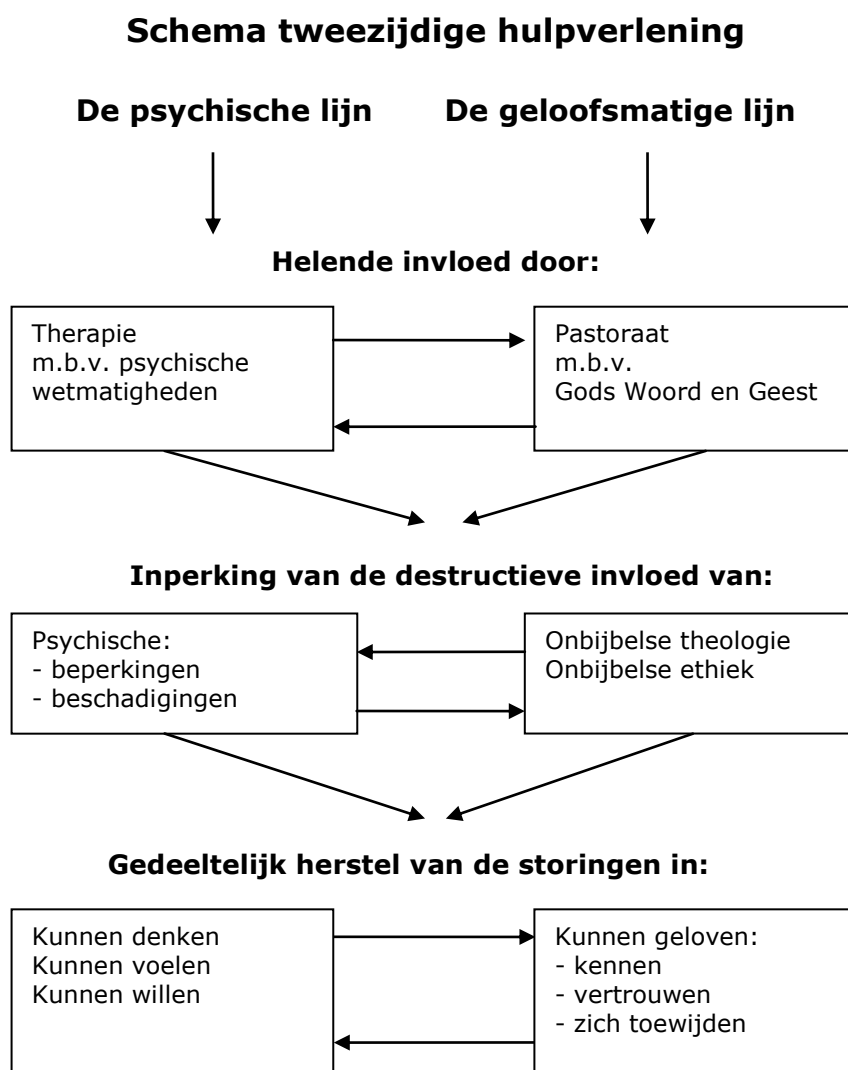 Schema tweezijdige hulpverlening
De psychische lijn
De geloofsmatige lijn
Helende invloed door:
Therapie
m.b.v. psychische
wetmatigheden
Pastoraat
m.b.v.
Gods Woord en Geest
Inperking van de destructieve invloed van:
Psychische:
- beperkingen
- beschadigingen
Onbijbelse theologie
Onbijbelse ethiek
Gedeeltelijk herstel van de storingen in:
Kunnen denken
Kunnen voelen
Kunnen willen
Kunnen geloven:
- kennen
- vertrouwen
- zich toewijden